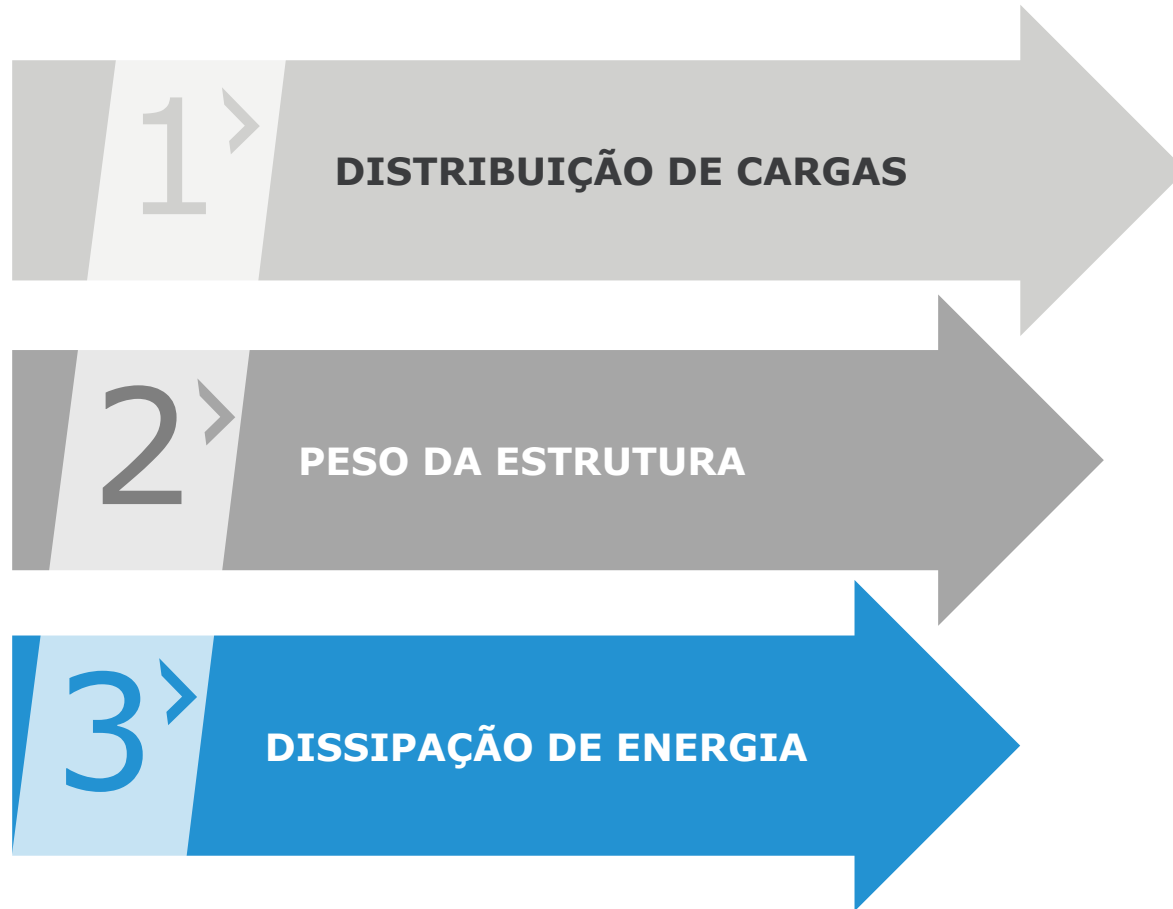 1
DISTRIBUIÇÃO DE CARGAS
2
PESO DA ESTRUTURA
3
DISSIPAÇÃO DE ENERGIA